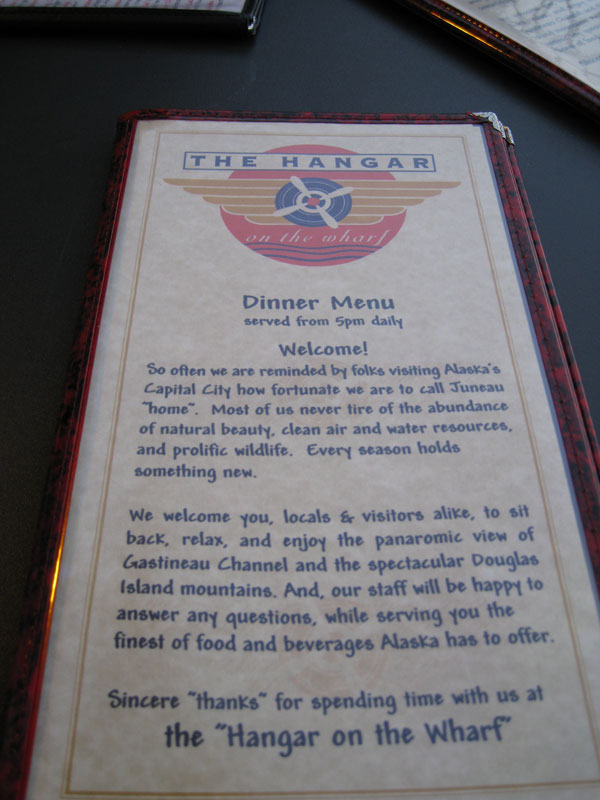 THE HANGAR
on the wharf
Dinner Menu
served from 5pm daily
Welcome!
So often we are reminded by folks visiting Alaska's
Capital City how fortunate we are to call Juneau
"home". Most of us never tire of the abundance
of natural beauty, clean air and water resources,
and prolific wildlife. Every season holds
something new.
We welcome you, locals & visitors alike, to sit
back, relax, and enjoy the panaromic view of
Gastineau Channel and the spectacular Douglas
Island mountains. And, our staff will be happy to
answer any questions, while serving you the
finest of food and beverages Alaska has to offer.
Sincere "thanks" for spending time with us at
the "Hangar on the Wharf"